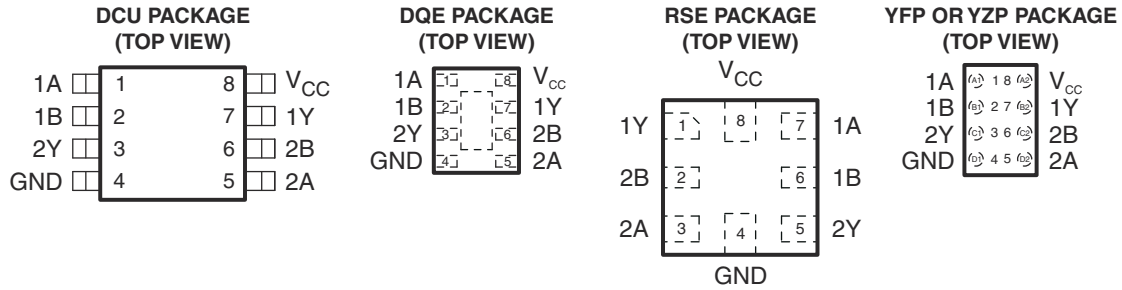 DCU PACKAGE
(TOP VIEW)
1A 1 8 VCC
1B 2 7 1Y
2Y 3 6 2B
GND 4 5 2A
DQE PACKAGE
(TOP VIEW)
1A 1 8 VCC
1B 2 7 1Y
2Y 3 6 2B
GND 4 5 2A
RSE PACKAGE
(TOP VIEW)
VCC
1Y 1 8 7 1A
2B 2 6 1B
2A 3 4 5 2Y
GND
YFP OR YZP PACKAGE
(TOP VIEW)
1A A1 1 8 A2 VCC
1B B1 2 7 B2 1Y
2Y C1 3 6 C2 2B
GND D1 4 5 D2 2A